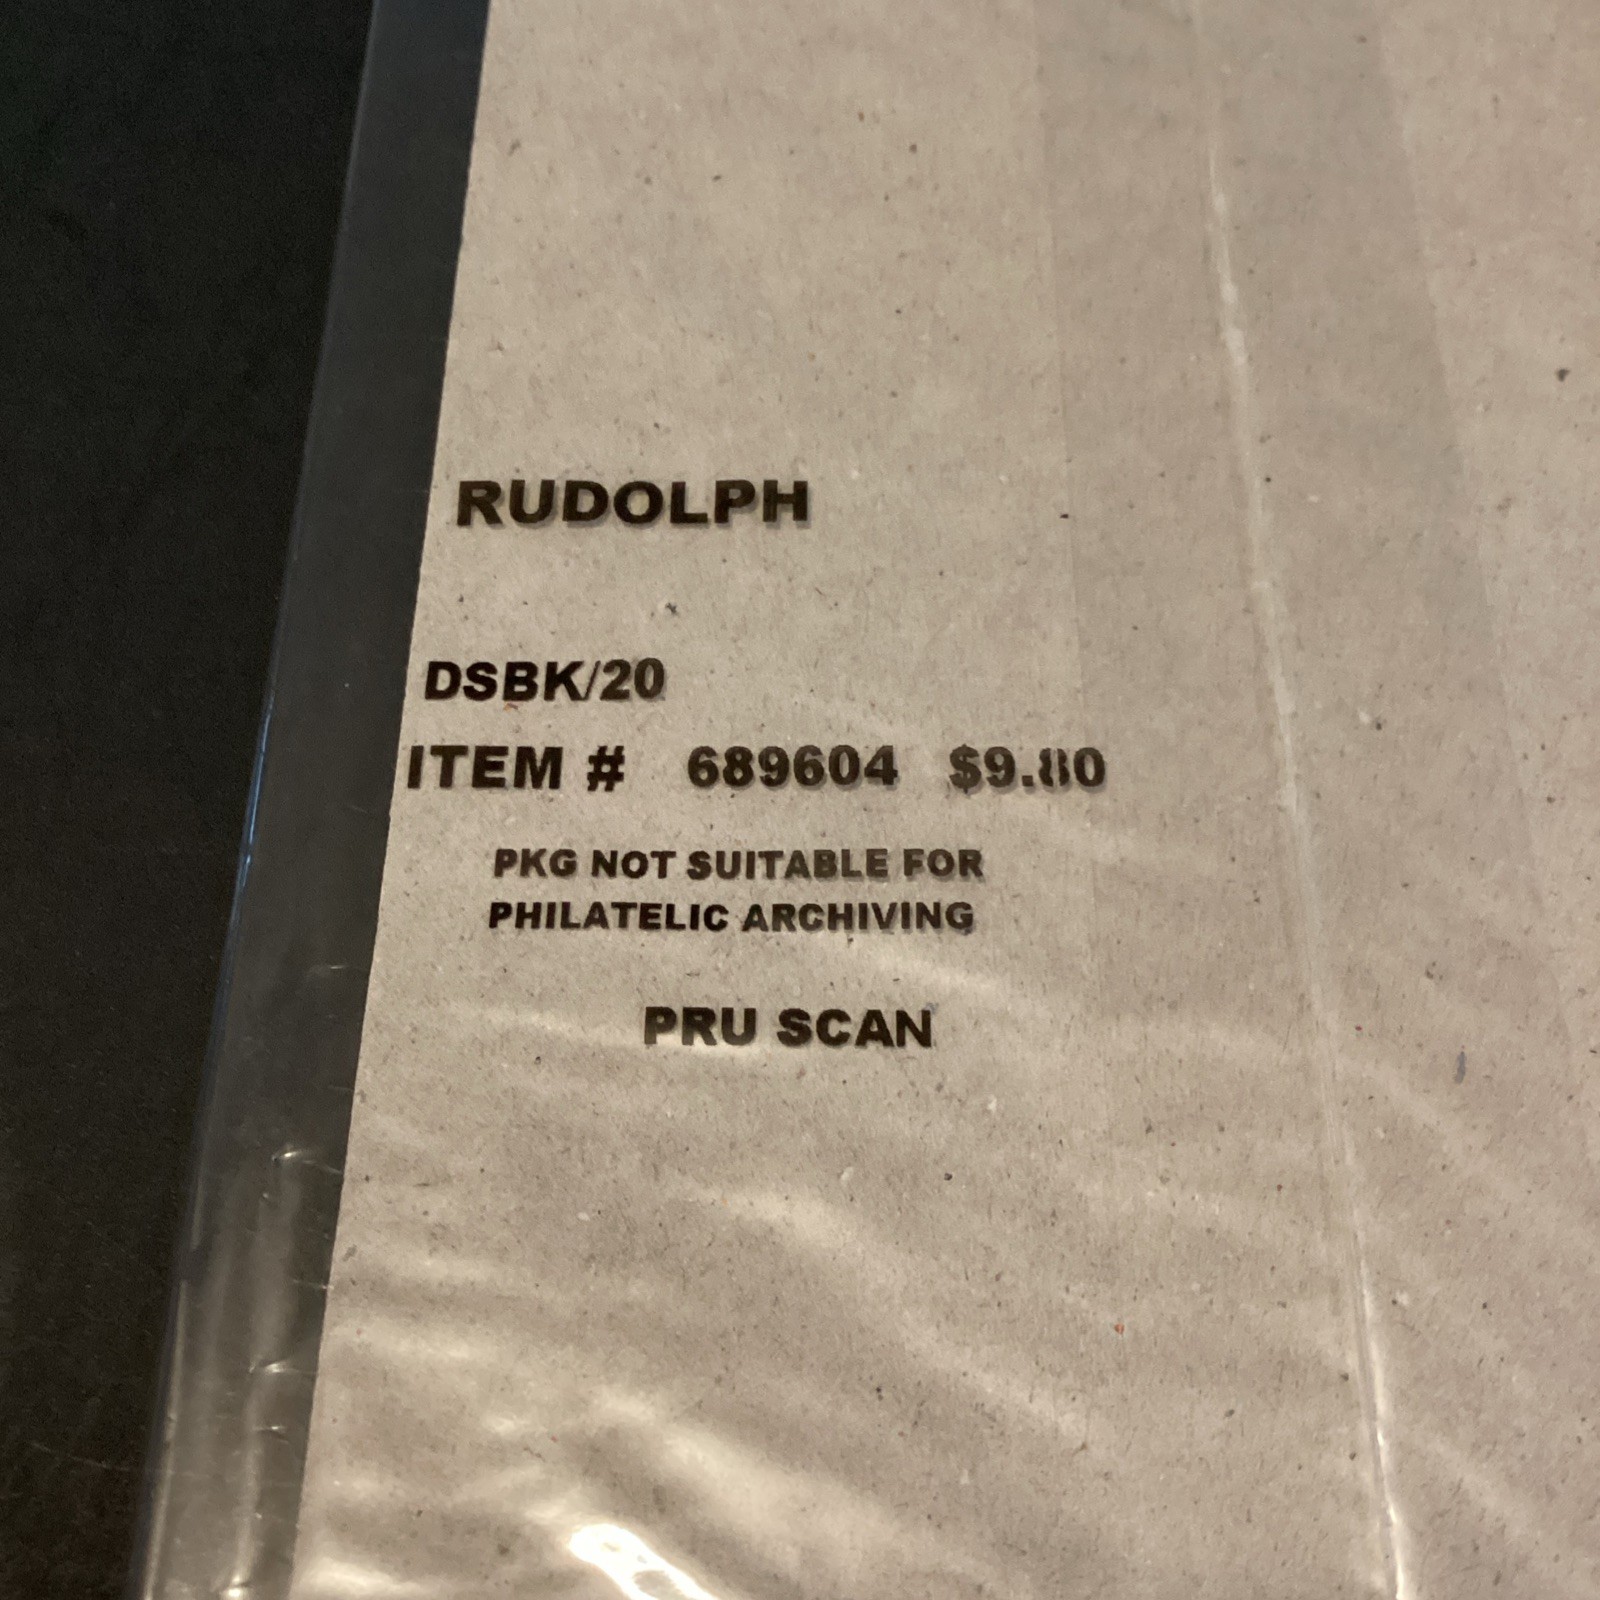 RUDOLPH
DSBK/20
ITEM # 689604 $9.80
PKG NOT SUITABLE FOR
PHILATELIC ARCHIVING
PRU SCAN